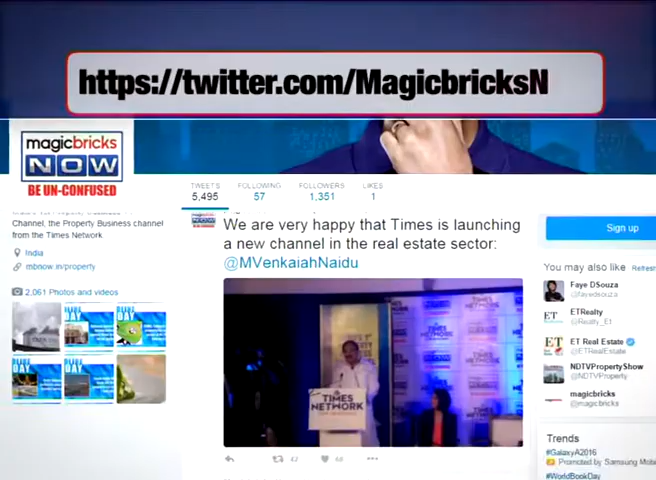 https://twitter.com/MagicbricksN
magicbricks
NOW
BE UN-CONFUSED
TWEETS
5,495
FOLLOWING
57
FOLLOWERS
1,351
LIKES
1
Channel, the Property Business channel
from the Times Network
India
mbnow.in/property
2,061 Photos and videos
We are very happy that Times is launching
a new channel in the real estate sector:
@MVenkaiahNaidu
TIMES
NETWORK
TIMES
NETWORK
42
68
Sign up
You may also like
Refresh
Faye DSouza
@fayedsouza
ETRealty
@Realty_Et
ET Real Estate
@ETRealEstate
NDTVPropertyShow
@NDTVProperty
magicbricks
@magicbricks
Trends
#GalaxyA2016
Promoted by Samsung Mobi
#WorldBookDay